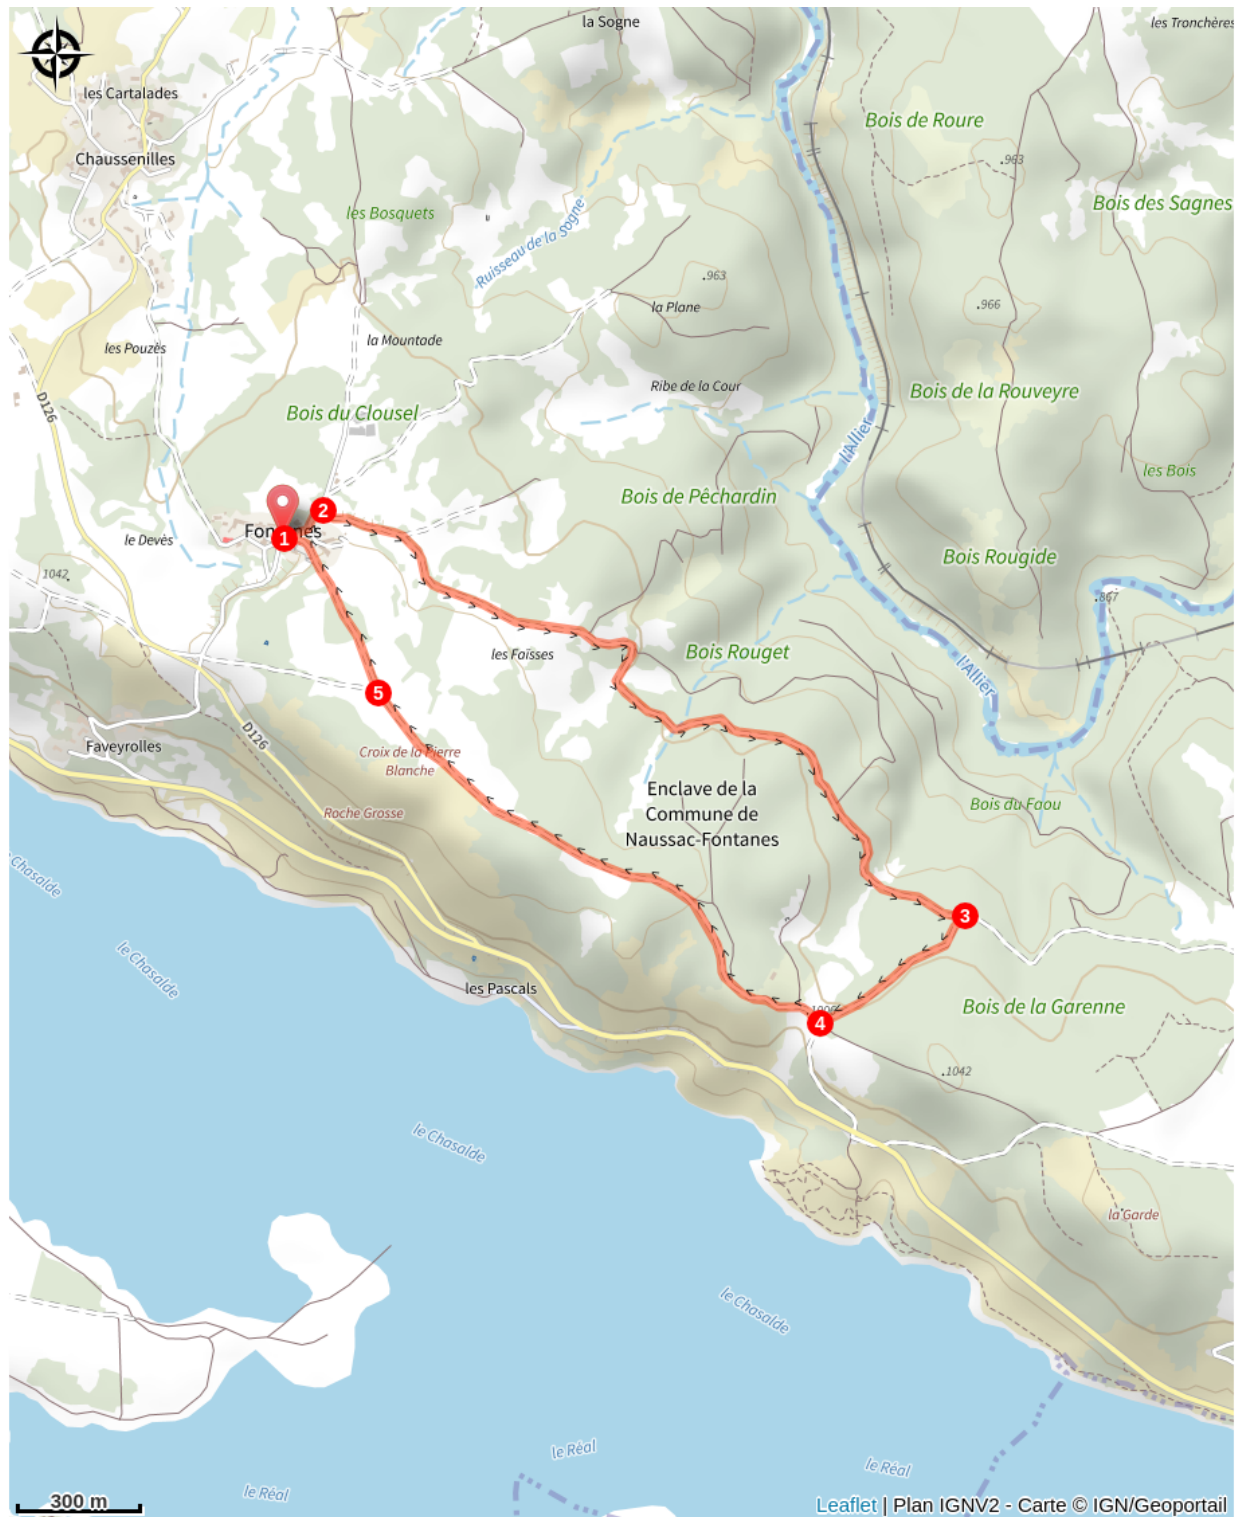 la Sogne
les Tronchères
les Cartalades
Bois de Roure
Chaussenilles
.963
Bois des Sagnes
les Bosquets
Ruisseau de la Sogne
.963
la Plane
.966
la Mountade
les Pouzès
Ribe de la Cour
Bois de la Rouveyre
D126
Bois du Clousel
l'Allier
les Bois
Bois de Pêchardin
2
1
le Devès
Bois Rougide
1042
.867
les Faïsses
Bois Rouget
l'Allier
5
D126
Faveyrolles
Croix de la Pierre
Blanche
Enclave de la
Commune de
Naussac-Fontanes
Bois du Faou
Roche Grosse
Chasalde
3
le Chasalde
les Pascals
Bois de la Garenne
4
.1042
le Chasalde
la Garde
le Chasalde
le Réal
le Réal
le Réal
300 m
Leaflet | Plan IGNV2 - Carte © IGN/Geoportail